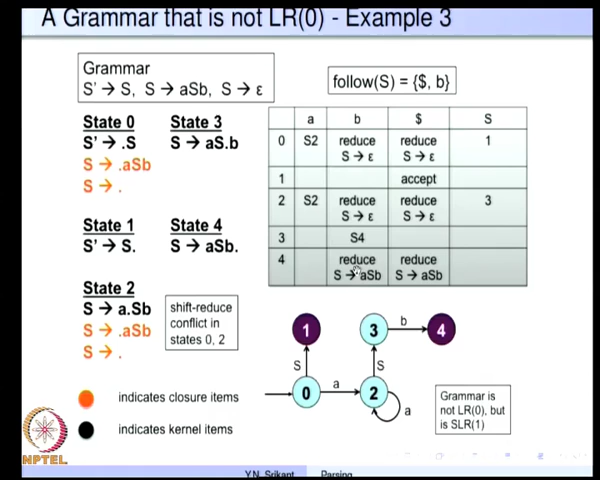 A Grammar that is not LR(0) - Example 3
Grammar
S' → S, S → aSb, S → ε
follow(S) = {$, b}
State 0
S' → .S
S → .aSb
S → .
State 3
S → aS.b
State 1
S' → S.
State 4
S → aSb.
State 2
S → a.Sb
S → .aSb
S → .
shift-reduce
conflict in
states 0, 2
a b $ S
0 S2 reduce S → ε reduce S → ε 1
1 accept
2 S2 reduce S → ε reduce S → ε 3
3 S4
4 reduce S → aSb reduce S → aSb
1 3 b 4
S S
0 a 2
a
Grammar is
not LR(0), but
is SLR(1)
indicates closure items
indicates kernel items
NPTEL
Y.N. Srikant Parsing